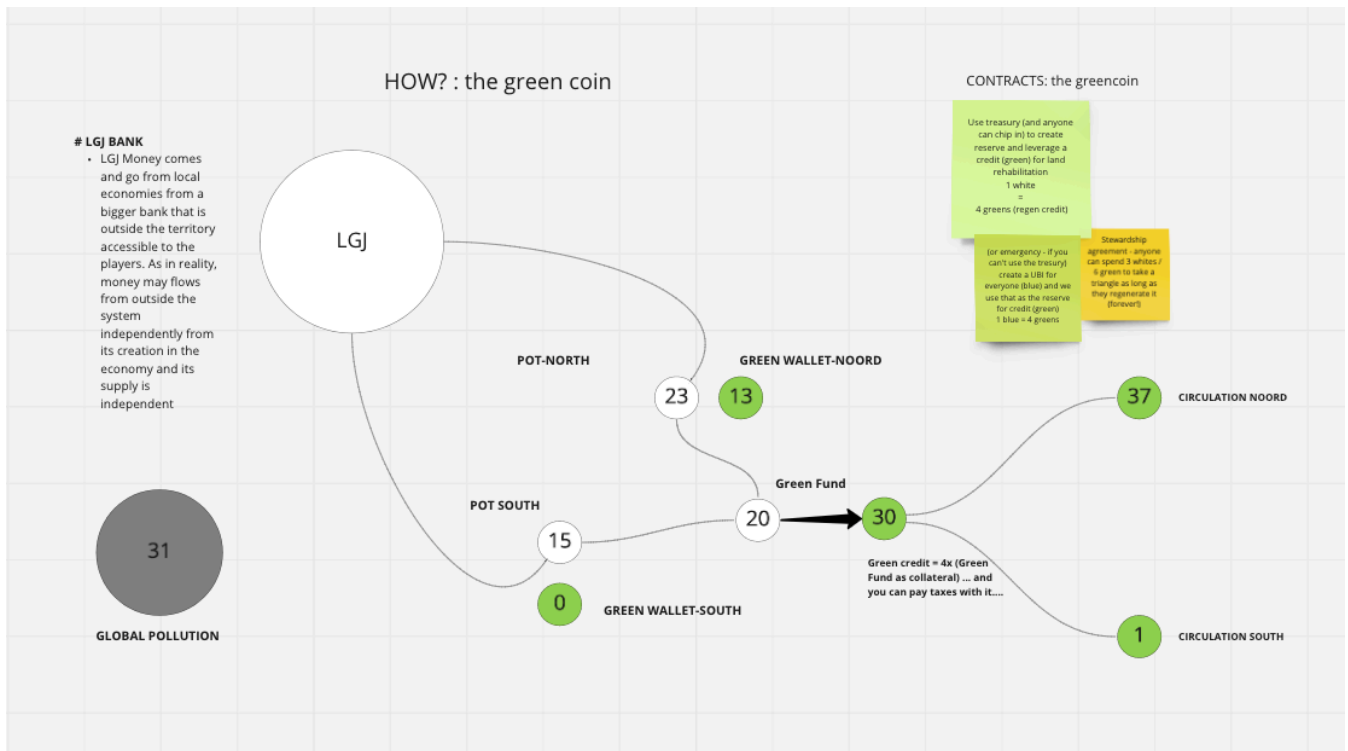 HOW? : the green coin
CONTRACTS: the greencoin
# LGJ BANK
• LGJ Money comes
and go from local
economies from a
bigger bank that is
outside the territory
accessible to the
players. As in reality,
money may flows
from outside the
system
independently from
its creation in the
economy and its
supply is
independent
LGJ
Use treasury (and anyone
can chip in) to create
reserve and leverage a
credit (green) for land
rehabilitation
1 white
=
4 greens (regen credit)
(or emergency - if you
can't use the tresury)
create a UBI for
everyone (blue) and we
use that as the reserve
for credit (green)
1 blue = 4 greens
Stewardship
agreement - anyone
can spend 3 whites /
6 green to take a
triangle as long as
they regenerate it
(forever!)
POT-NORTH
GREEN WALLET-NOORD
23
13
37
CIRCULATION NOORD
Green Fund
POT SOUTH
20
30
15
31
Green credit = 4x (Green
Fund as collateral) ... and
you can pay taxes with it....
0
GREEN WALLET-SOUTH
GLOBAL POLLUTION
1
CIRCULATION SOUTH